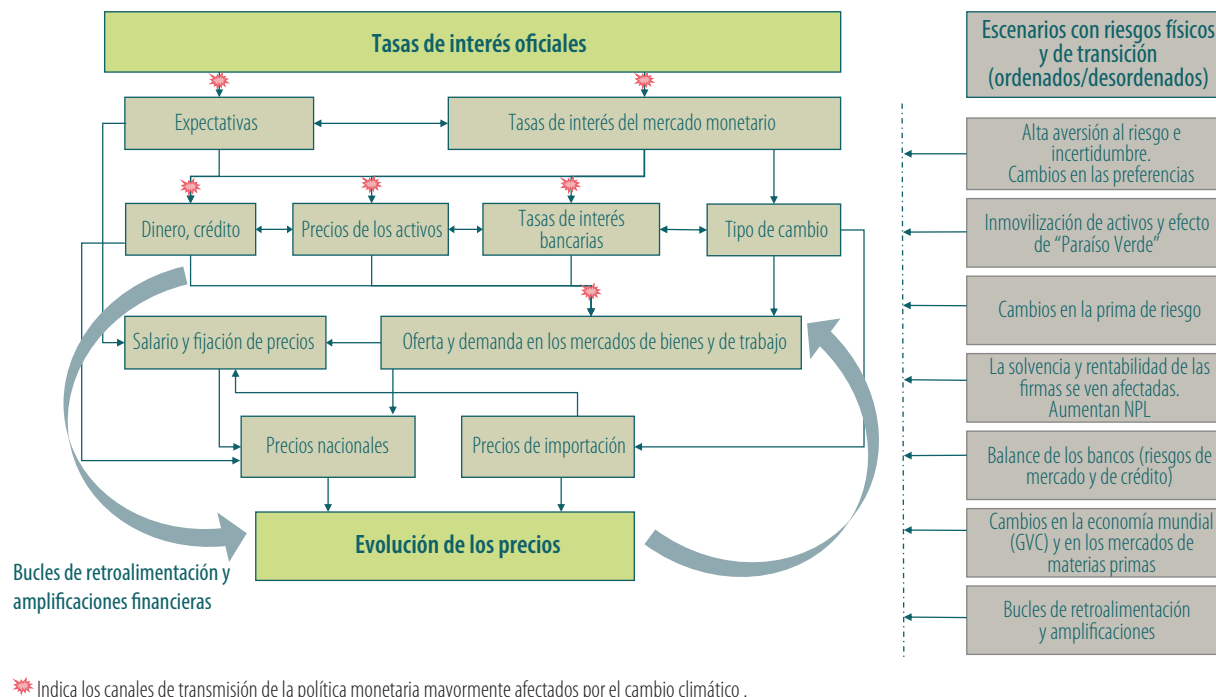 Tasas de interés oficiales
Expectativas
Tasas de interés del mercado monetario
Dinero, crédito
Precios de los activos
Tasas de interés
bancarias
Tipo de cambio
Salario y fijación de precios
Oferta y demanda en los mercados de bienes y de trabajo
Precios nacionales
Precios de importación
Evolución de los precios
Bucles de retroalimentación y
amplificaciones financieras
Escenarios con riesgos físicos
y de transición
(ordenados/desordenados)
Alta aversión al riesgo e
incertidumbre.
Cambios en las preferencias
Inmovilización de activos y efecto
de “Paraíso Verde”
Cambios en la prima de riesgo
La solvencia y rentabilidad de las
firmas se ven afectadas.
Aumentan NPL
Balance de los bancos (riesgos de
mercado y de crédito)
Cambios en la economía mundial
(GVC) y en los mercados de
materias primas
Bucles de retroalimentación
y amplificaciones
Indica los canales de transmisión de la política monetaria mayormente afectados por el cambio climático .